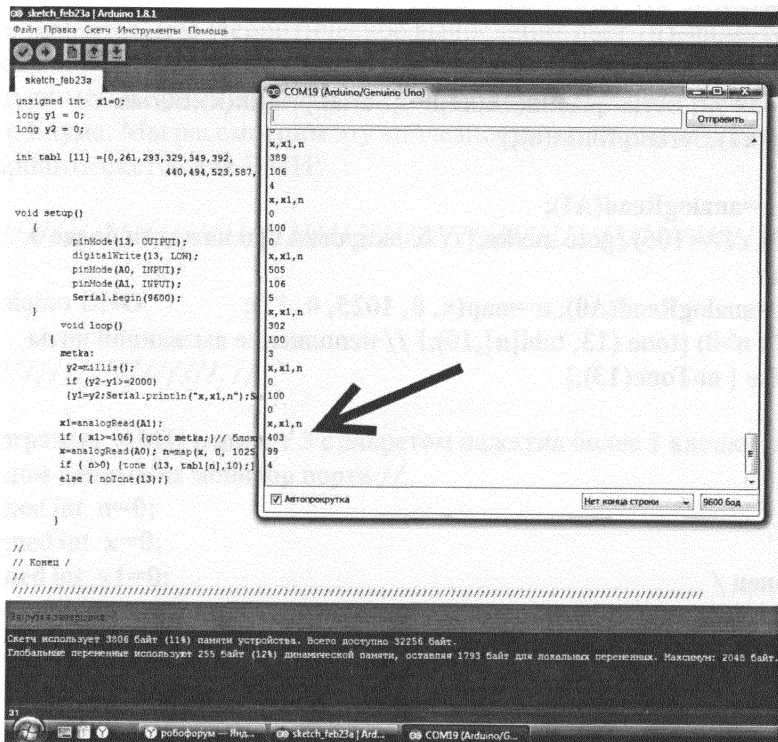 sketch_feb23a | Arduino 1.8.1
Файл Правка Скетч Инструменты Помощь
sketch_feb23a
unsigned int x1=0;
long y1 = 0;
long y2 = 0;
int tabl [11] ={0,261,293,329,349,392,
440,494,523,587,
void setup()
{
pinMode(13, OUTPUT);
digitalWrite(13, LOW);
pinMode(A0, INPUT);
pinMode(A1, INPUT);
Serial.begin(9600);
}
void loop()
{
metka:
y2=millis();
if (y2-y1>=2000)
{y1=y2;Serial.println("x,x1,n");S
x1=analogRead(A1);
if ( x1>=106) {goto metka;}// блок
x=analogRead(A0); n=map(x, 0, 1025
if ( n>0) {tone (13, tabl[n],10);}
else { noTone(13);}
}
//
// Конец /
//
COM19 (Arduino/Genuino Uno)
Отправить
x,x1,n
389
106
4
x,x1,n
0
100
0
x,x1,n
505
106
5
x,x1,n
302
100
3
x,x1,n
0
100
0
x,x1,n
403
99
4
Автопрокрутка
Нет конца строки
9600 бод
Скетч использует 3806 байт (11%) памяти устройства. Всего доступно 32256 байт.
Глобальные переменные используют 255 байт (12%) динамической памяти, оставляя 1793 байт для локальных переменных. Максимум: 2048 байт.
31
робофорум — Янд...
sketch_feb23a | Ard...
COM19 (Arduino/G...